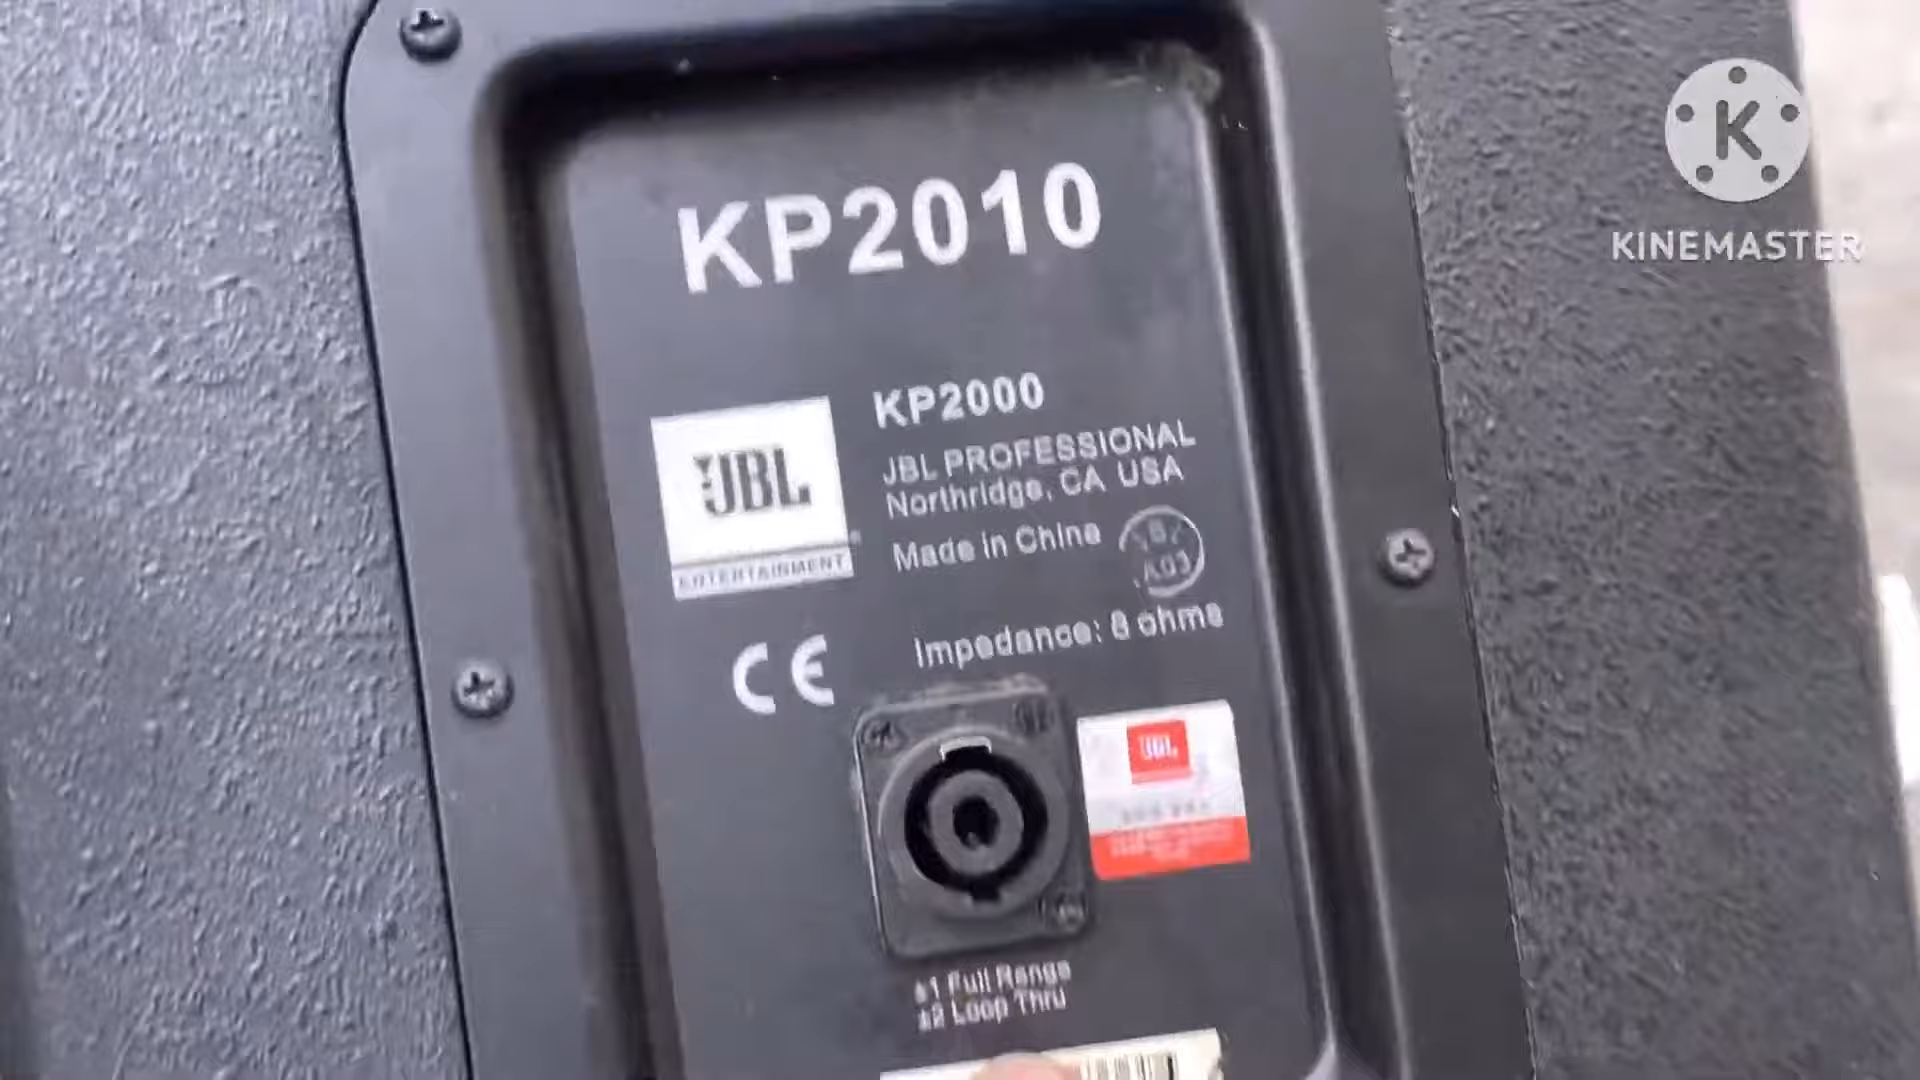 KP2010
KINEMASTER
KP2000
JBL PROFESSIONAL
Northridge, CA USA
JBL
ENTERTAINMENT
Made in China
Impedance: 8 ohms
CE
JBL
±1 Full Range
±2 Loop Thru